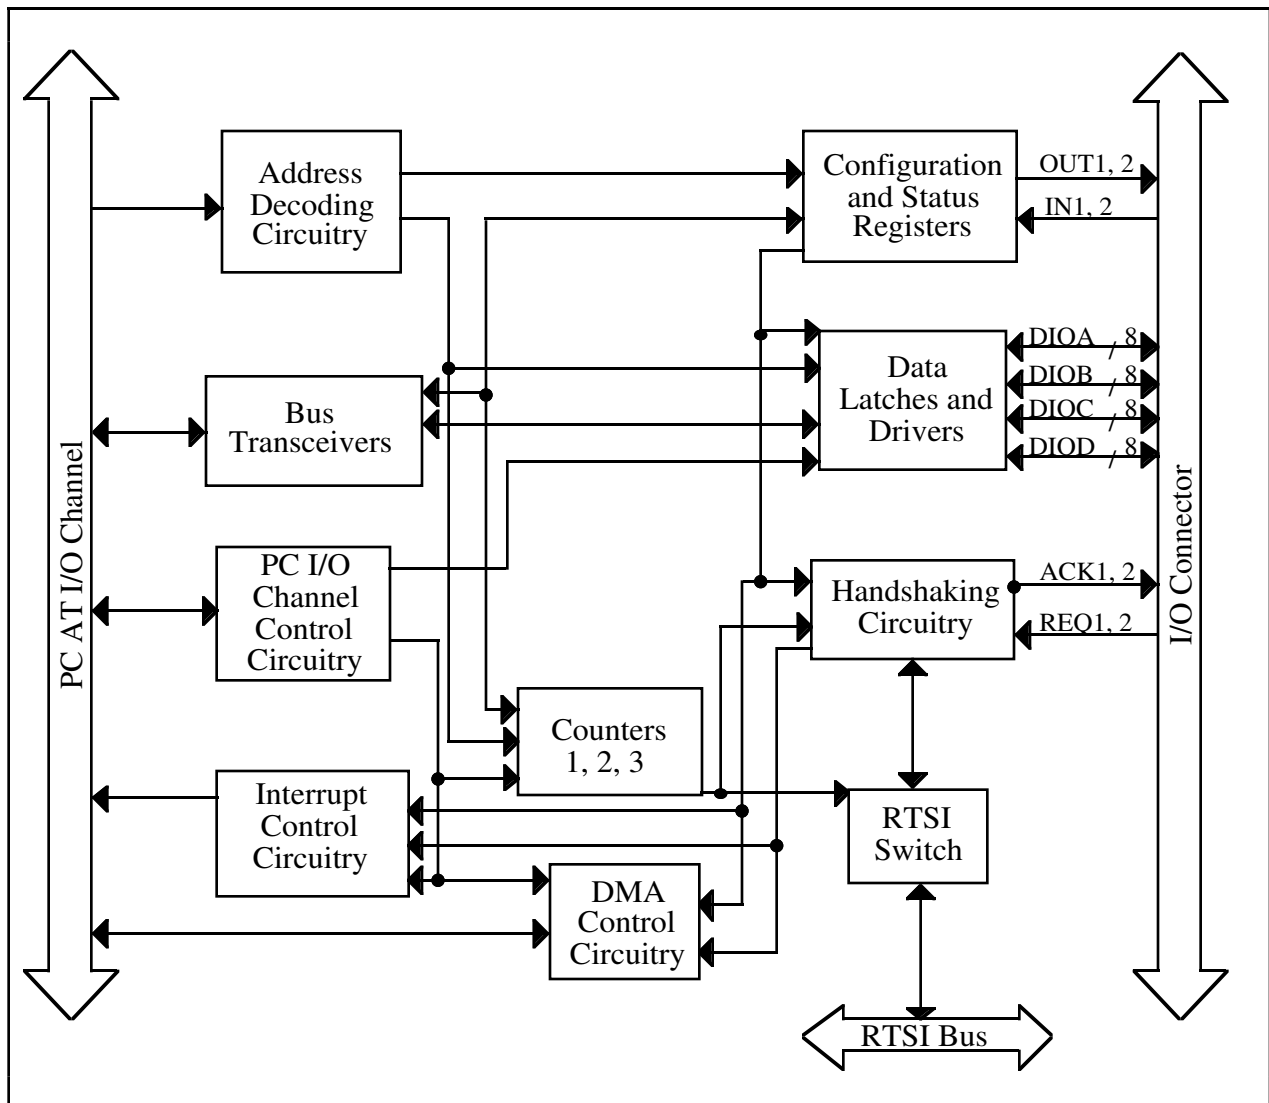 Address
Decoding
Circuitry
Configuration
and Status
Registers
OUT1, 2
IN1, 2
Bus
Transceivers
Data
Latches and
Drivers
DIOA / 8
DIOB / 8
DIOC / 8
DIOD / 8
PC AT I/O Channel
PC I/O
Channel
Control
Circuitry
Handshaking
Circuitry
ACK1, 2
REQ1, 2
I/O Connector
Counters
1, 2, 3
Interrupt
Control
Circuitry
RTSI
Switch
DMA
Control
Circuitry
RTSI Bus